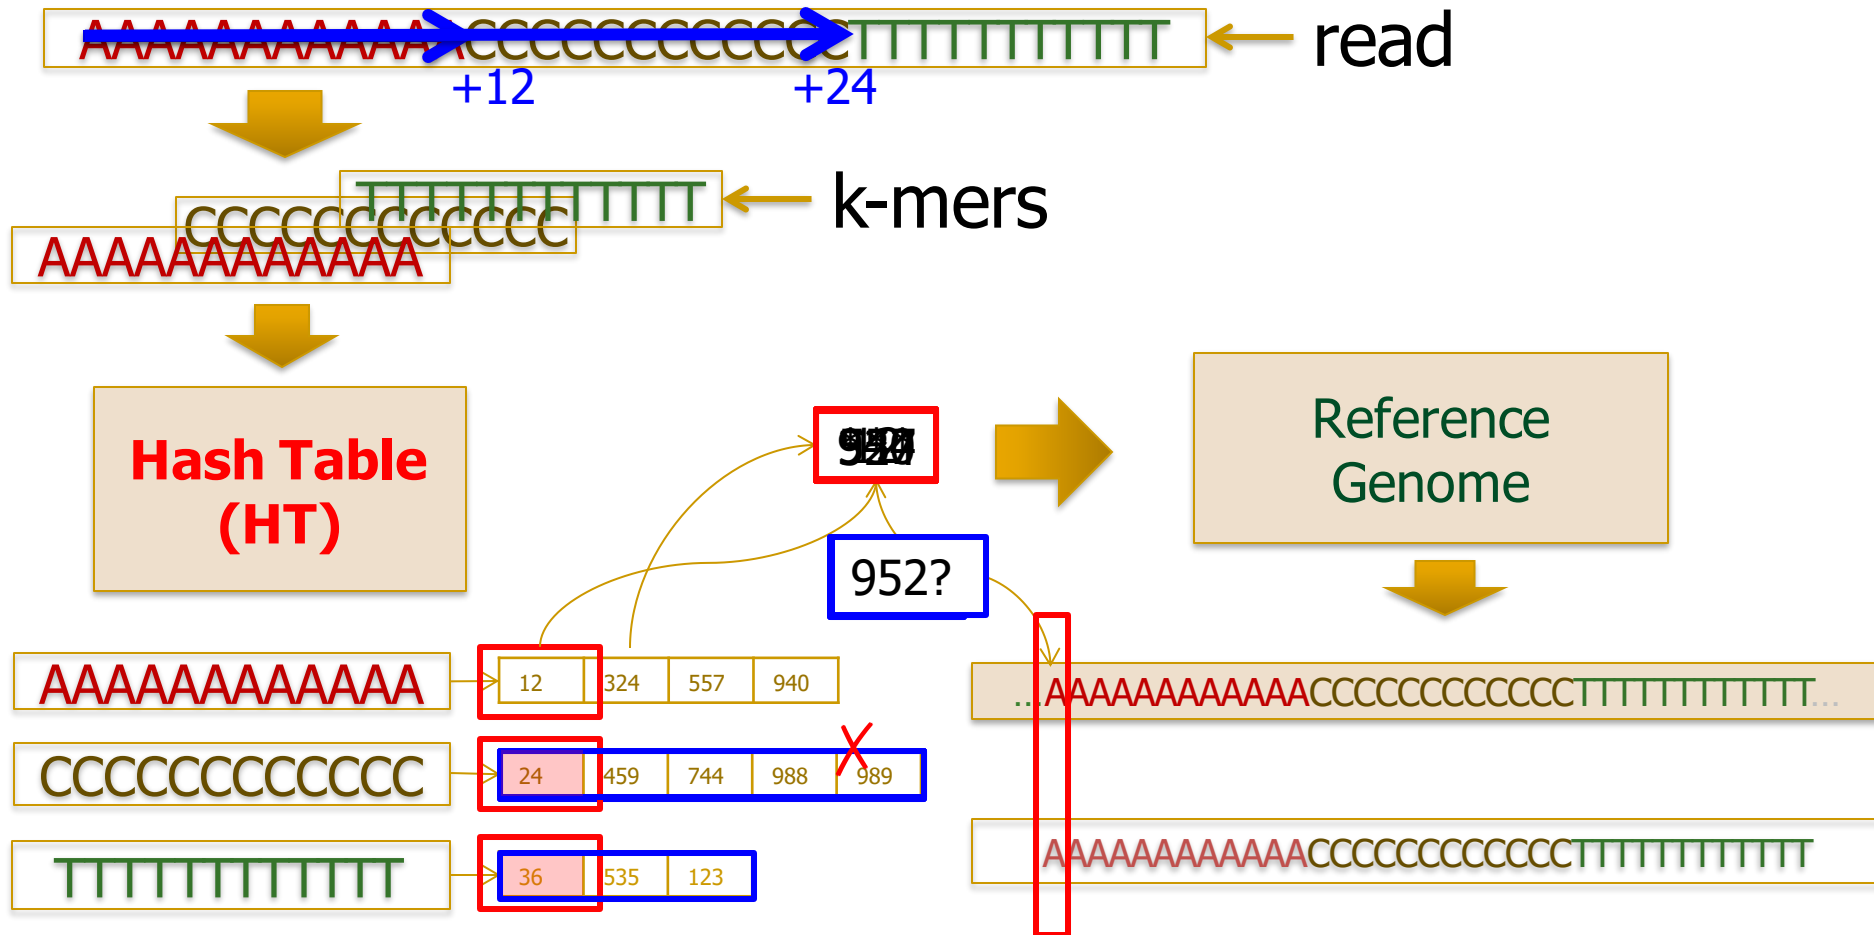 AAAAAAAAAAAACCCCCCCCCCCCTTTTTTTTTTT
read
+12
+24
TTTTTTTTTTTT
k-mers
CCCCCCCCCCCC
AAAAAAAAAAAA
Hash Table
(HT)
Reference
Genome
952?
AAAAAAAAAAAA
12 324 557 940
...AAAAAAAAAAAACCCCCCCCCCCCTTTTTTTTTTTT...
CCCCCCCCCCCC
24 459 744 988 989
AAAAAAAAAAAACCCCCCCCCCCCTTTTTTTTTTTT
TTTTTTTTTTTT
36 535 123